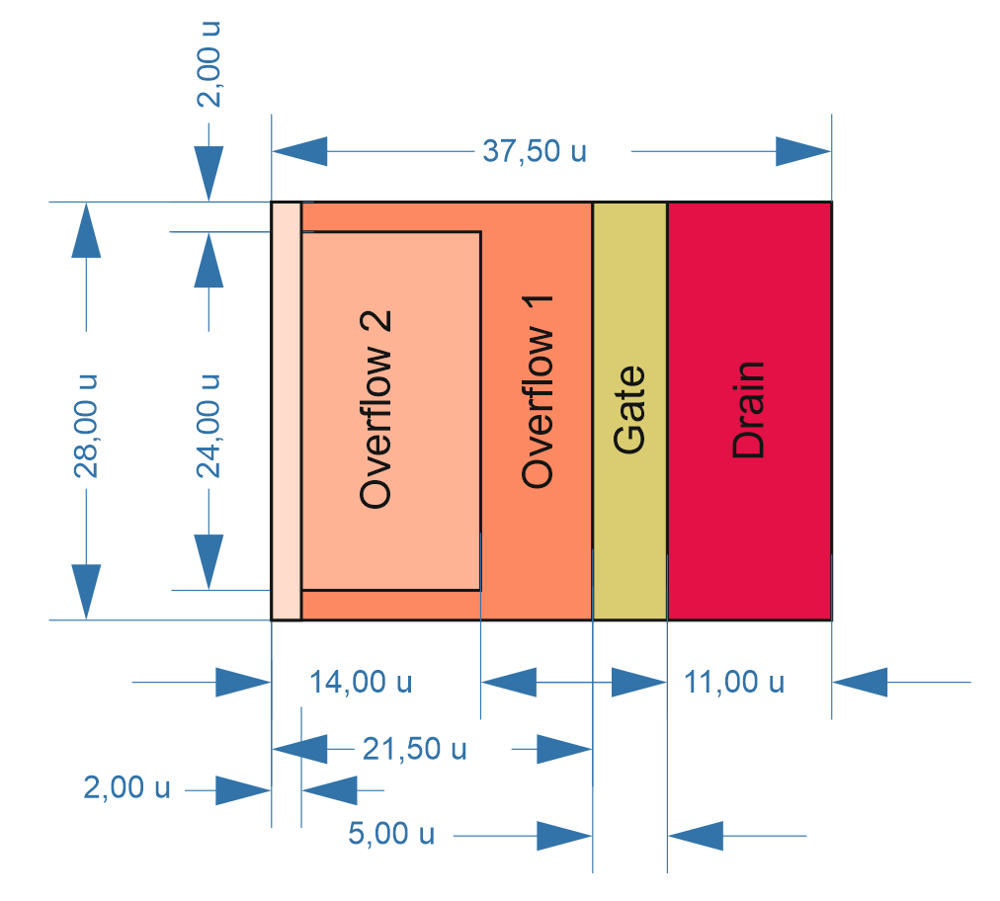 2,00 u
37,50 u
28,00 u
24,00 u
Overflow 2
Overflow 1
Gate
Drain
14,00 u
11,00 u
21,50 u
2,00 u
5,00 u